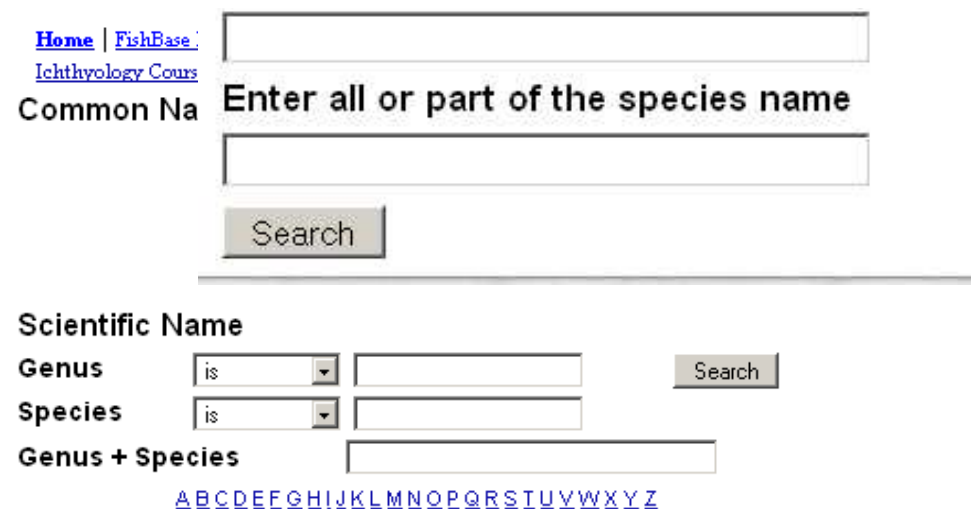 Home | FishBase
Ichthyology Cours
Common Na
Enter all or part of the species name
Search
Scientific Name
Genus is Search
Species is
Genus + Species
A B C D E F G H I J K L M N O P Q R S T U V W X Y Z